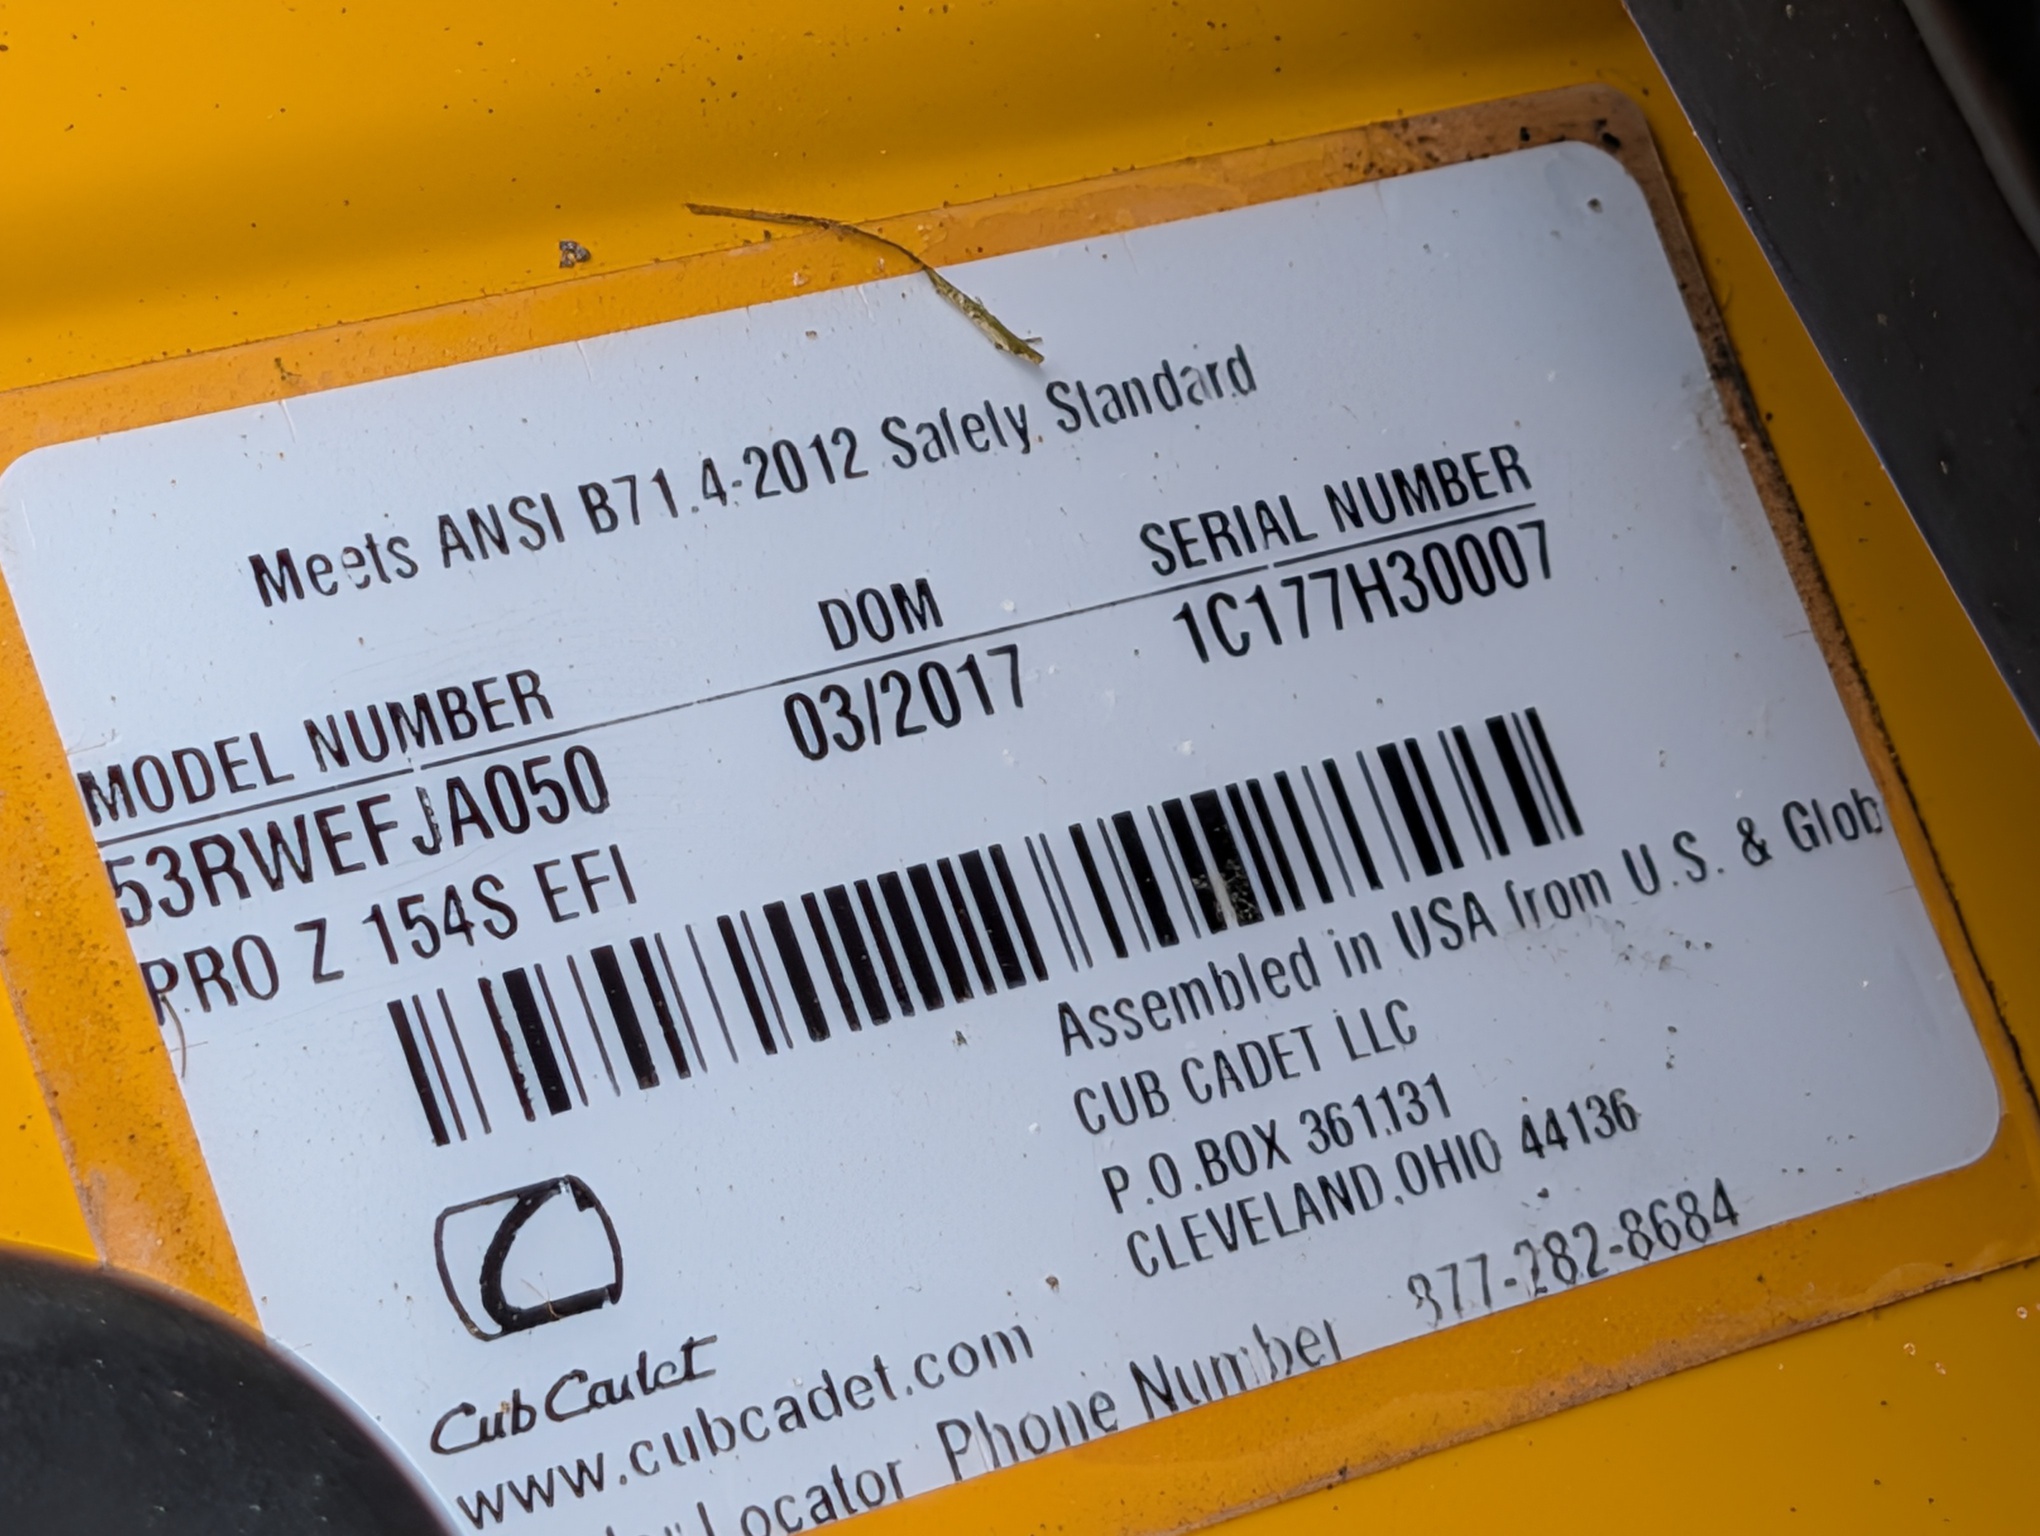 Meets ANSI B71.4-2012 Safety Standard
MODEL NUMBER DOM SERIAL NUMBER
53RWEFJA050 03/2017 1C177H30007
PRO Z 154S EFI
Assembled in USA from U.S. & Glob
CUB CADET LLC
P.O.BOX 361131
CLEVELAND,OHIO 44136
Cub Cadet
www.cubcadet.com
Locator Phone Number 877-282-8684